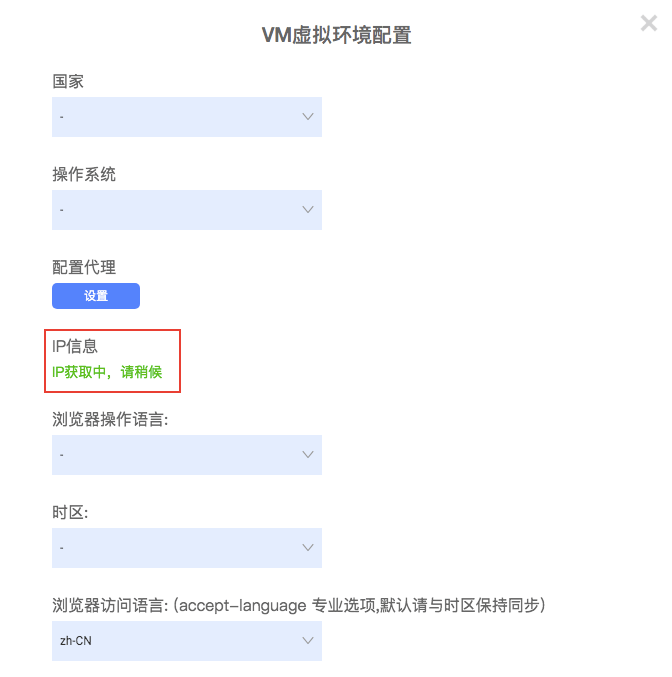 VM虚拟环境配置
国家
-
操作系统
-
配置代理
设置
IP信息
IP获取中，请稍候
浏览器操作语言:
-
时区:
-
浏览器访问语言: (accept-language 专业选项,默认请与时区保持同步)
zh-CN